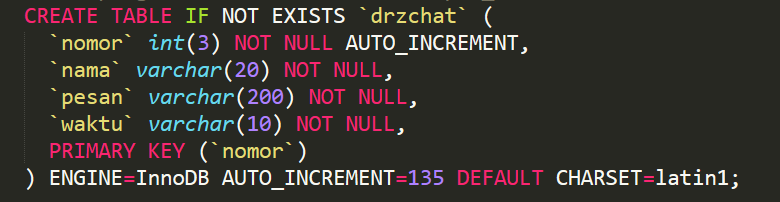 CREATE TABLE IF NOT EXISTS `drzchat` (
  `nomor` int(3) NOT NULL AUTO_INCREMENT,
  `nama` varchar(20) NOT NULL,
  `pesan` varchar(200) NOT NULL,
  `waktu` varchar(10) NOT NULL,
  PRIMARY KEY (`nomor`)
) ENGINE=InnoDB AUTO_INCREMENT=135 DEFAULT CHARSET=latin1;